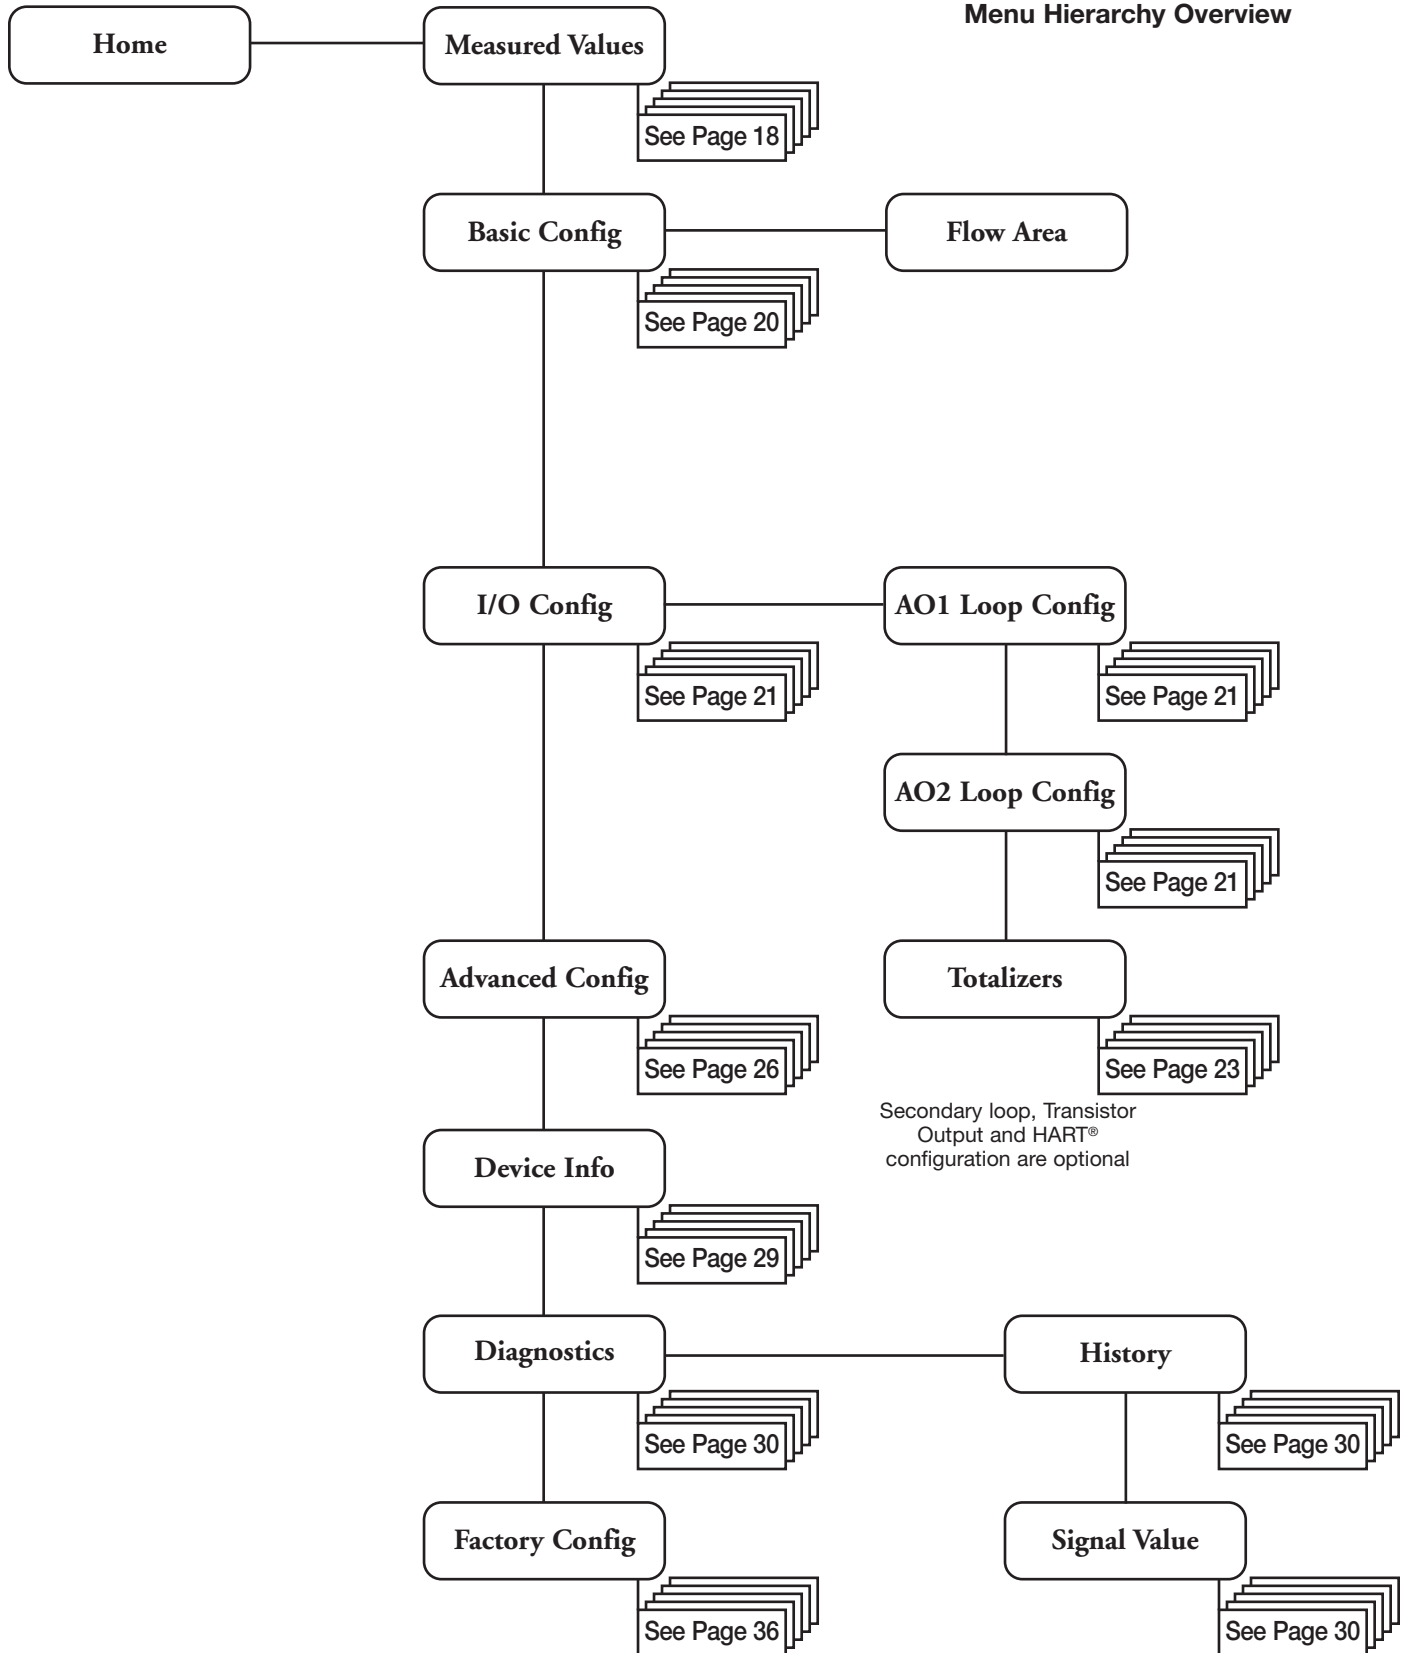 Menu Hierarchy Overview
Home
Measured Values
See Page 18
Basic Config
Flow Area
See Page 20
I/O Config
AO1 Loop Config
See Page 21
See Page 21
AO2 Loop Config
See Page 21
Advanced Config
Totalizers
See Page 26
See Page 23
Secondary loop, Transistor
Output and HART®
configuration are optional
Device Info
See Page 29
Diagnostics
History
See Page 30
See Page 30
Factory Config
Signal Value
See Page 36
See Page 30